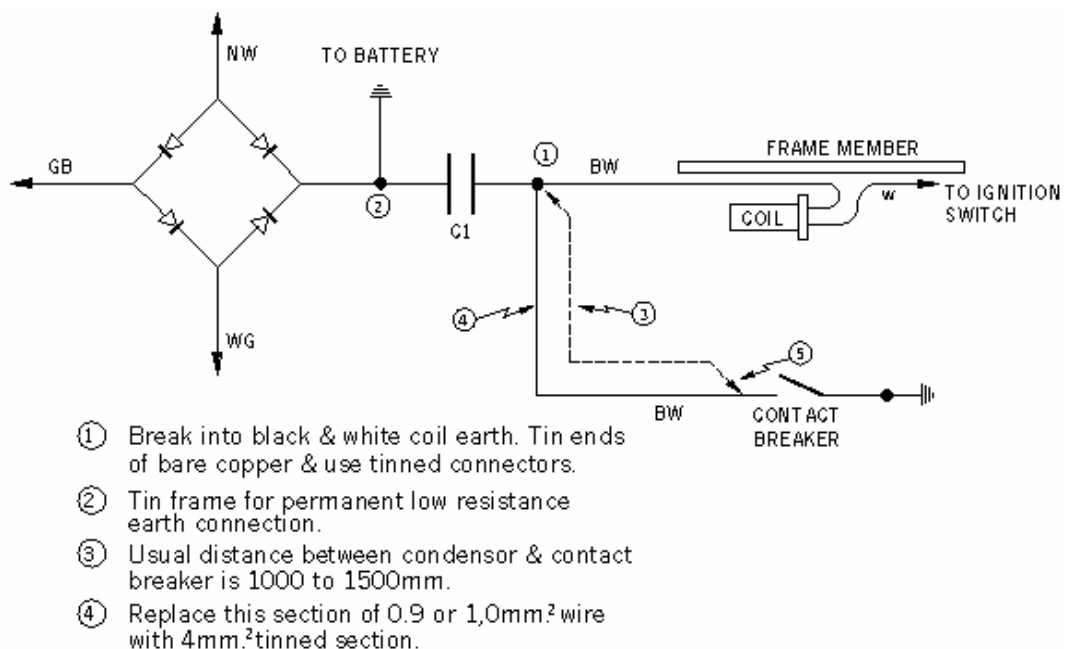 NW
TO BATTERY
GB
FRAME MEMBER
①
BW
w
TO IGNITION
SWITCH
COIL
②
C1
④
③
WG
⑤
BW
CONTACT
BREAKER
① Break into black & white coil earth. Tin ends
of bare copper & use tinned connectors.
② Tin frame for permanent low resistance
earth connection.
③ Usual distance between condensor & contact
breaker is 1000 to 1500mm.
④ Replace this section of 0.9 or 1,0mm.² wire
with 4mm.² tinned section.